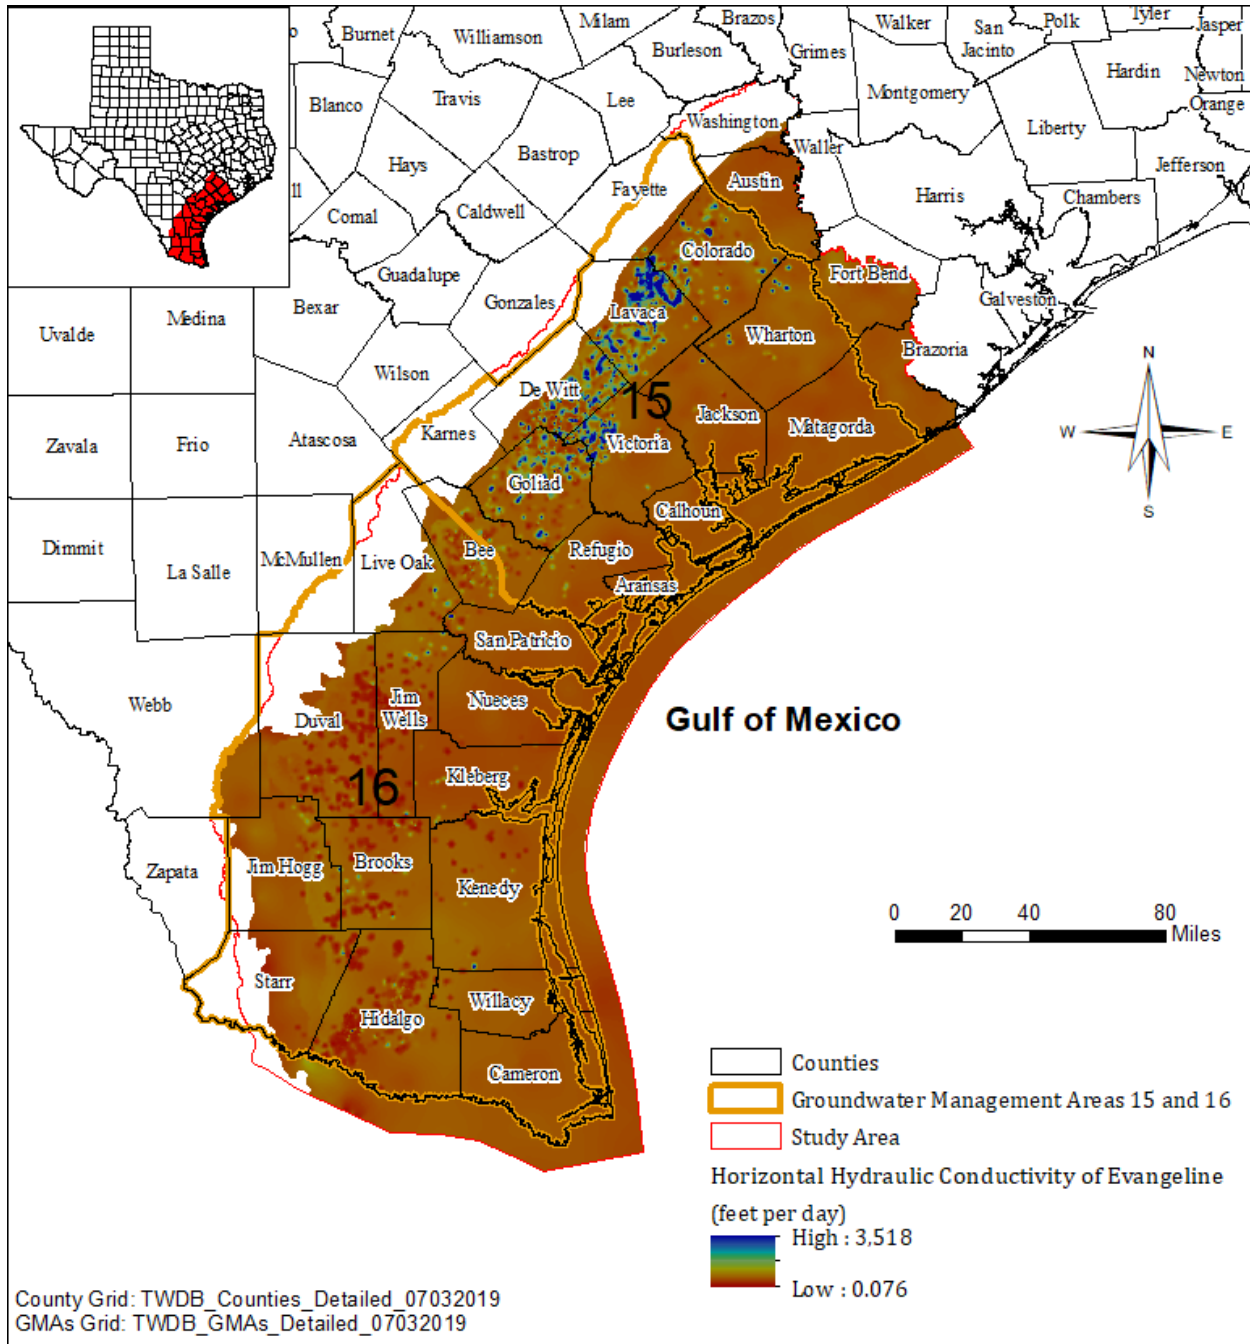 Burnet
Williamson
Milam
Brazos
Walker
San
Jacinto
Polk
Tyler
Jasper
Burleson
Grimes
Hardin
Newton
Blanco
Travis
Lee
Montgomery
Orange
Washington
Liberty
Hays
Bastrop
Waller
Jefferson
Fayette
Austin
Harris
Chambers
Comal
Caldwell
Colorado
Guadalupe
Fort Bend
Bexar
Gonzales
Galveston
Uvalde
Medina
Lavaca
Wharton
Brazoria
Wilson
De Witt
15
Jackson
Matagorda
Zavala
Frio
Atascosa
Karnes
Victoria
Goliad
Calhoun
Dimmit
La Salle
McMullen
Live Oak
Bee
Refugio
Aransas
San Patricio
Webb
Duval
Jim
Wells
Nueces
Gulf of Mexico
16
Kleberg
Zapata
Jim Hogg
Brooks
Kenedy
Starr
Hidalgo
Willacy
Cameron
N
W
E
S
0 20 40 80
Miles
Counties
Groundwater Management Areas 15 and 16
Study Area
Horizontal Hydraulic Conductivity of Evangeline
(feet per day)
High : 3,518
Low : 0.076
County Grid: TWDB_Counties_Detailed_07032019
GMAs Grid: TWDB_GMAs_Detailed_07032019